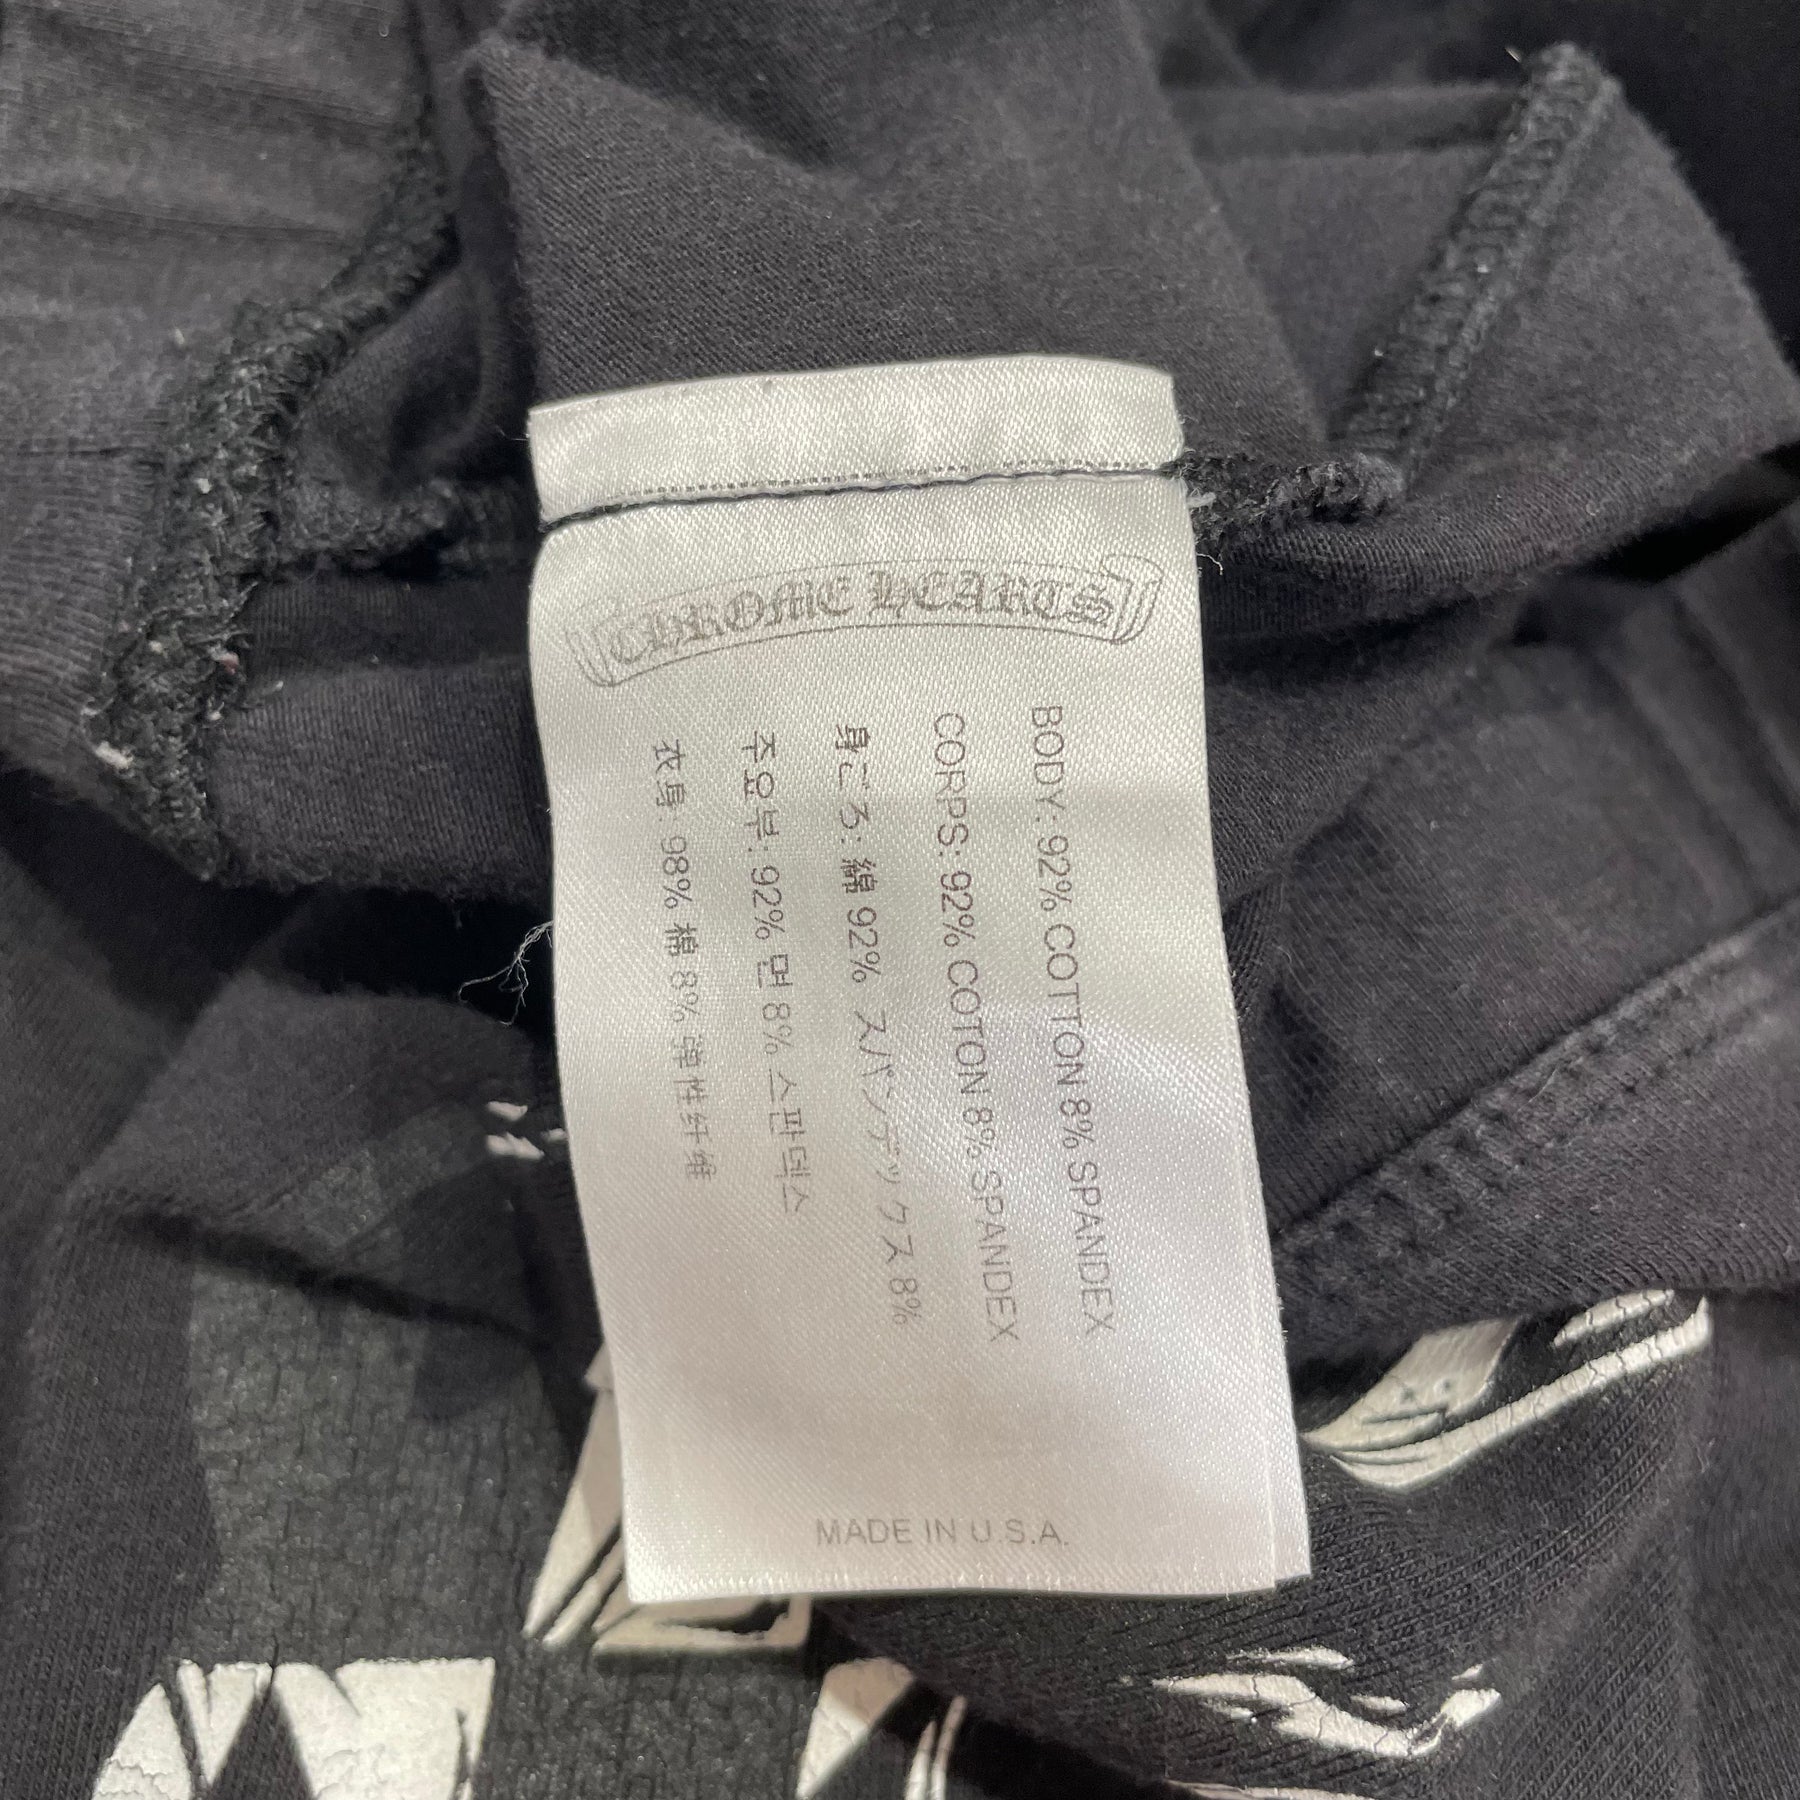 CHROME HEARTS
BODY: 92% COTTON 8% SPANDEX
CORPS: 92% COTON 8% SPANDEX
身ごろ: 綿 92% スパンデックス 8%
주요부: 92% 면 8% 스판덱스
衣身: 98% 棉 8% 弹性纤维
MADE IN U.S.A.